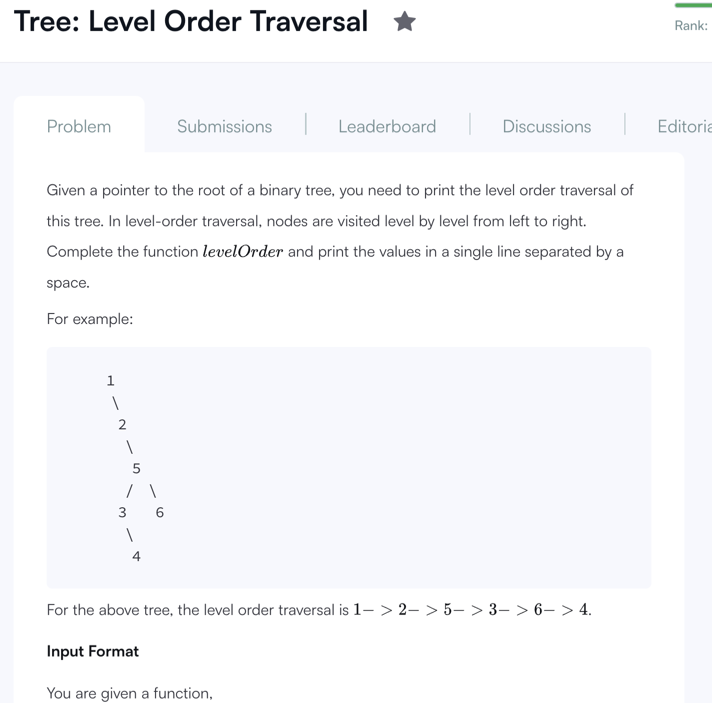 Tree: Level Order Traversal
Rank:
Problem
Submissions
Leaderboard
Discussions
Given a pointer to the root of a binary tree, you need to print the level order traversal of
this tree. In level-order traversal, nodes are visited level by level from left to right.
Complete the function levelOrder and print the values in a single line separated by a
space.
For example:
1
\
2
\
5
/ \
3 6
\
4
For the above tree, the level order traversal is 1− > 2− > 5− > 3− > 6− > 4.
Input Format
You are given a function,